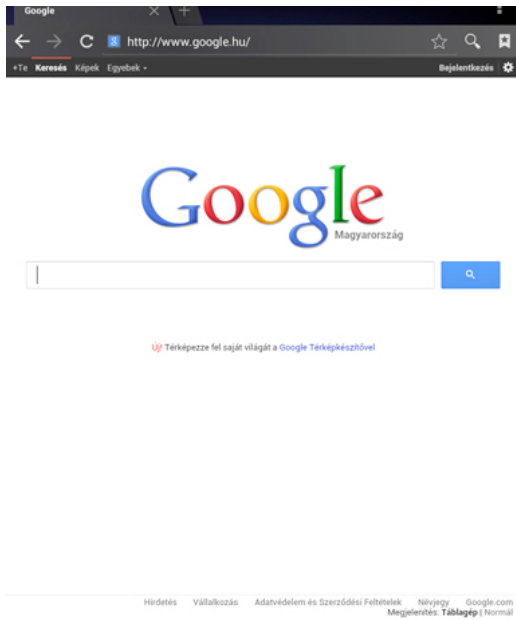 Google
http://www.google.hu/
+Te Keresés Képek Egyebek Bejelentkezés
Google
Magyarország
Új! Térképezze fel saját világát a Google Térképkészítővel
Hirdetés Vállalkozás Adatvédelem és Szerződési Feltételek Névjegy Google.com
Megjelenítés: Táblagép | Normál